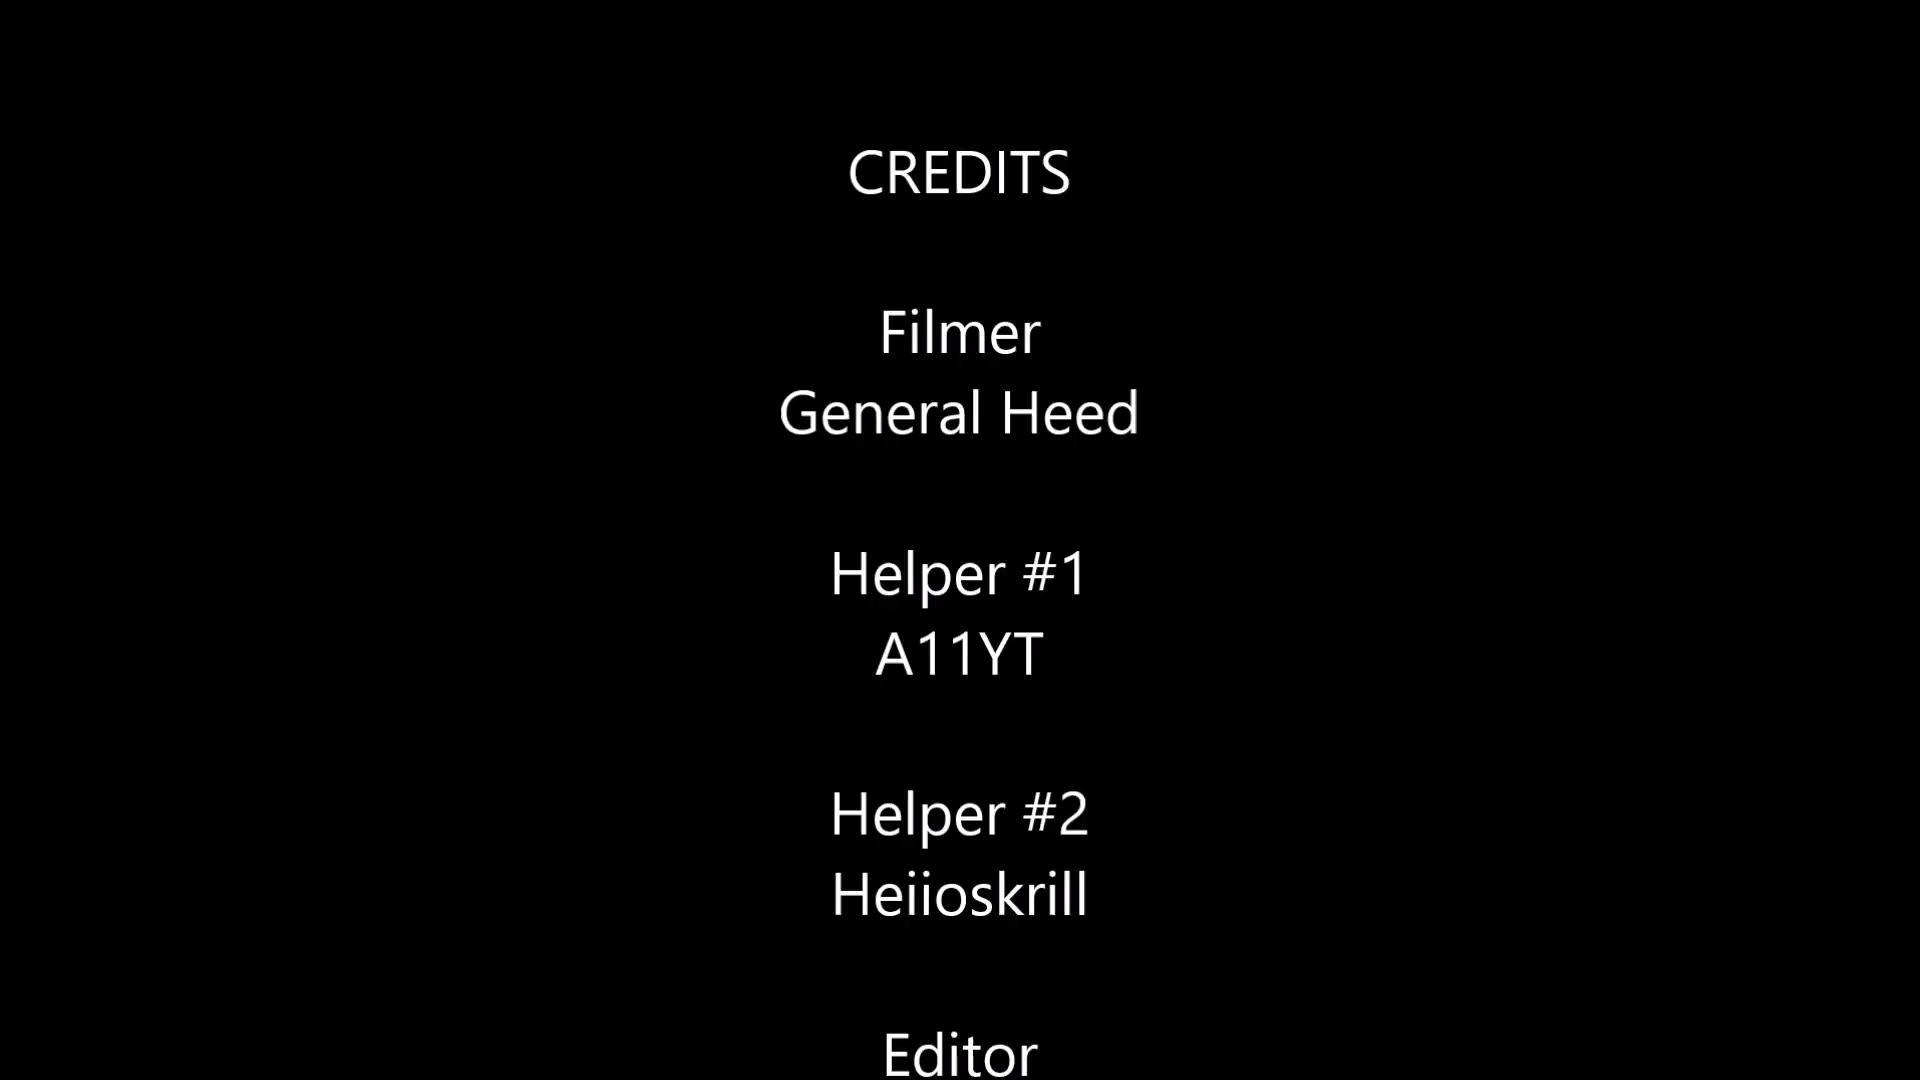 CREDITS
Filmer
General Heed
Helper #1
A11YT
Helper #2
Heiioskrill
Editor